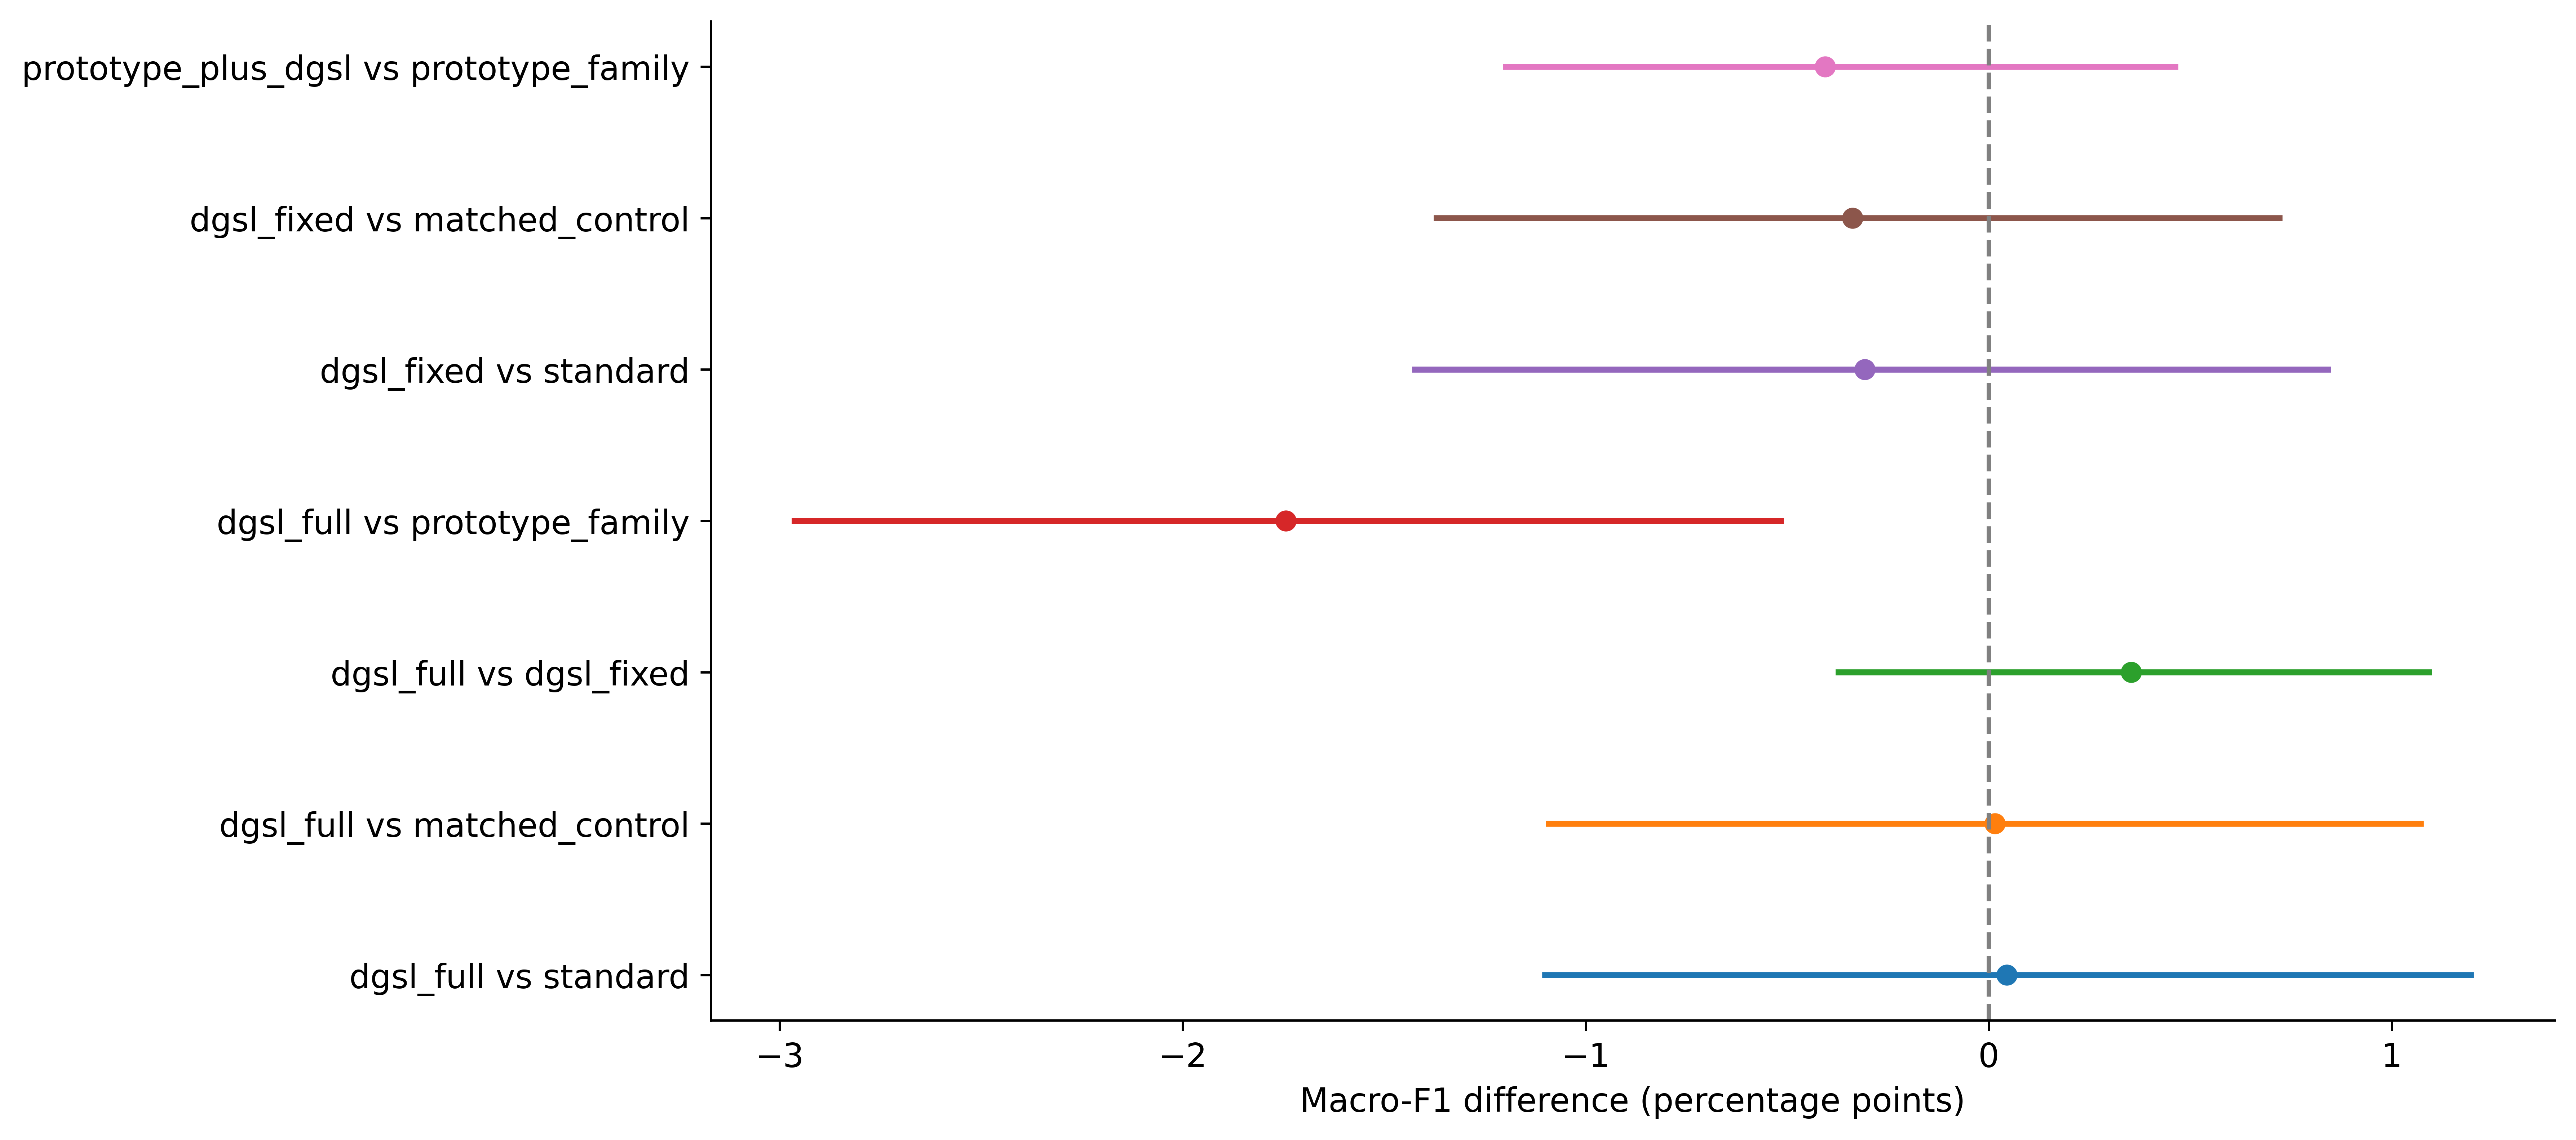 prototype_plus_dgsl vs prototype_family
dgsl_fixed vs matched_control
dgsl_fixed vs standard
dgsl_full vs prototype_family
dgsl_full vs dgsl_fixed
dgsl_full vs matched_control
dgsl_full vs standard
−3 −2 −1 0 1
Macro-F1 difference (percentage points)